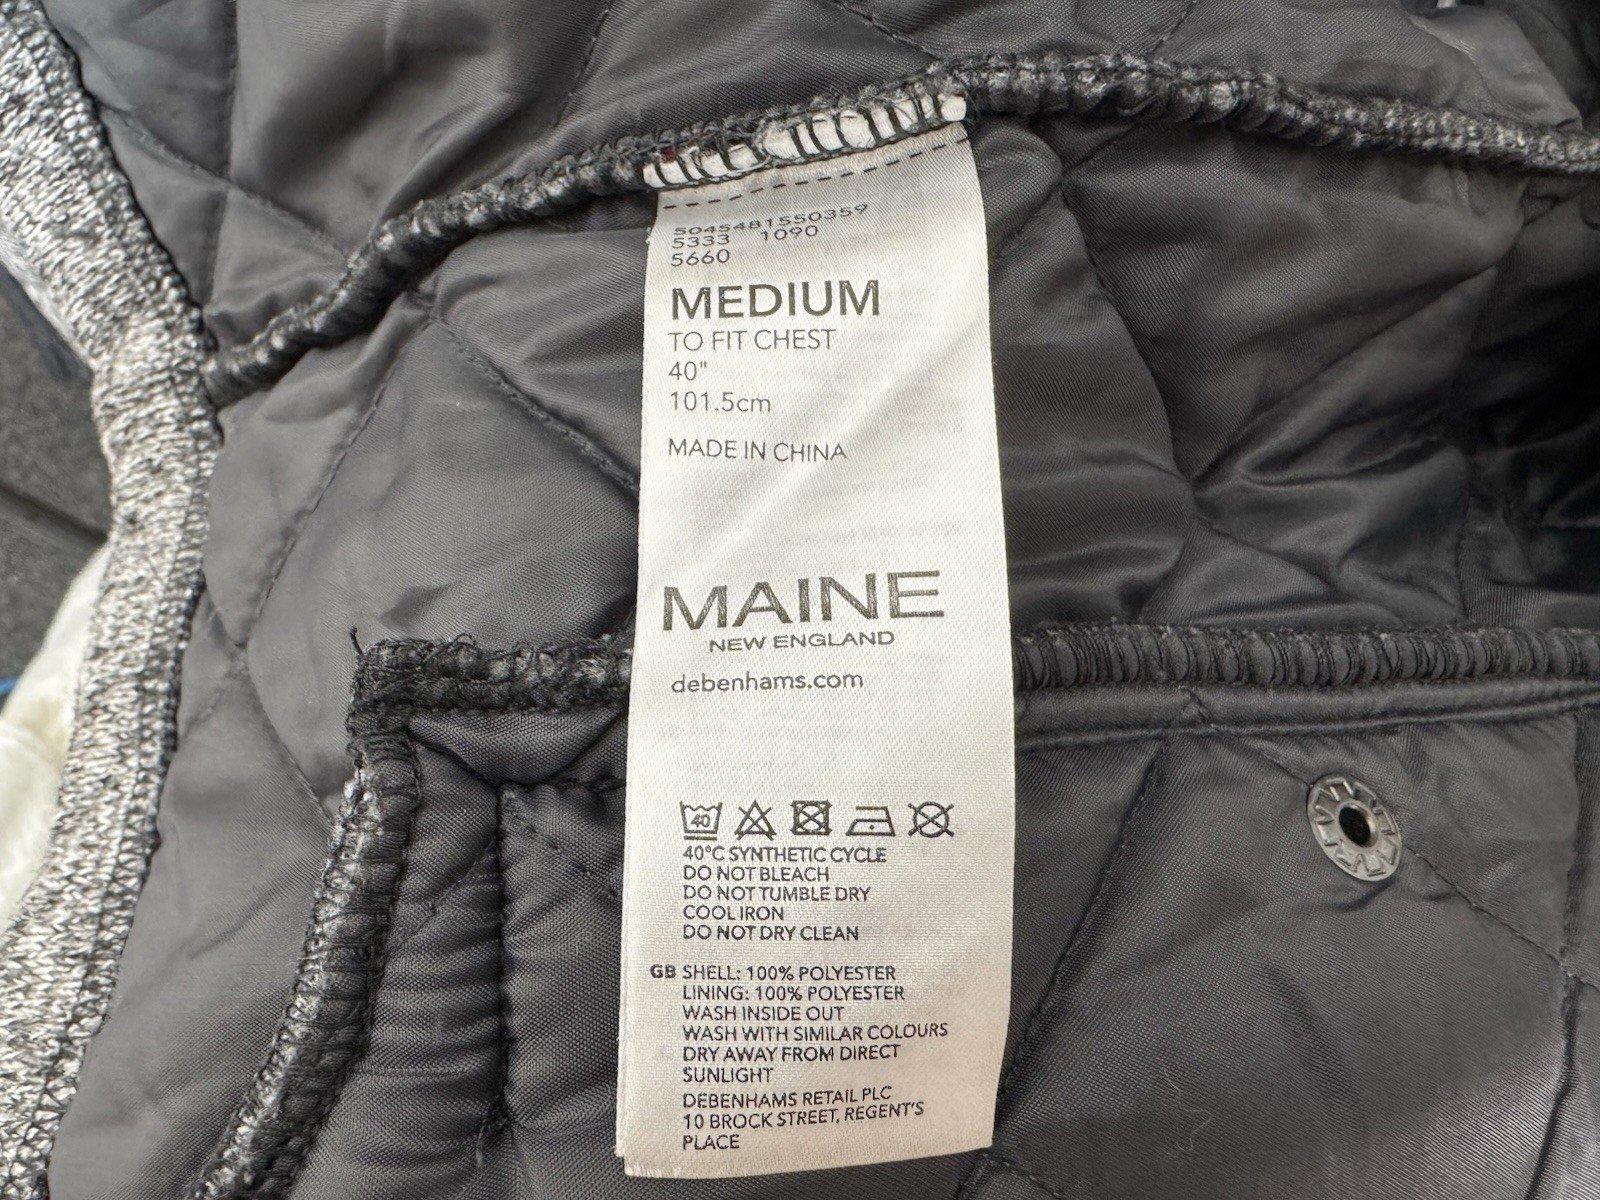 5045481550359
5333 1090
5660
MEDIUM
TO FIT CHEST
40"
101.5cm
MADE IN CHINA
MAINE
NEW ENGLAND
debenhams.com
40
40°C SYNTHETIC CYCLE
DO NOT BLEACH
DO NOT TUMBLE DRY
COOL IRON
DO NOT DRY CLEAN
GB SHELL: 100% POLYESTER
LINING: 100% POLYESTER
WASH INSIDE OUT
WASH WITH SIMILAR COLOURS
DRY AWAY FROM DIRECT
SUNLIGHT
DEBENHAMS RETAIL PLC
10 BROCK STREET, REGENT'S
PLACE